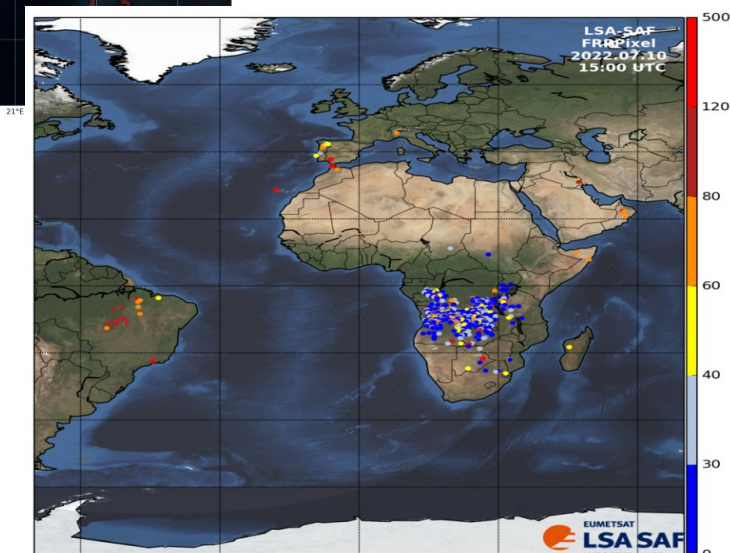 21°E
LSA-SAF
FRPPixel
2022.07.10
15:00 UTC
500
120
80
60
40
30
0
EUMETSAT
LSA SAF